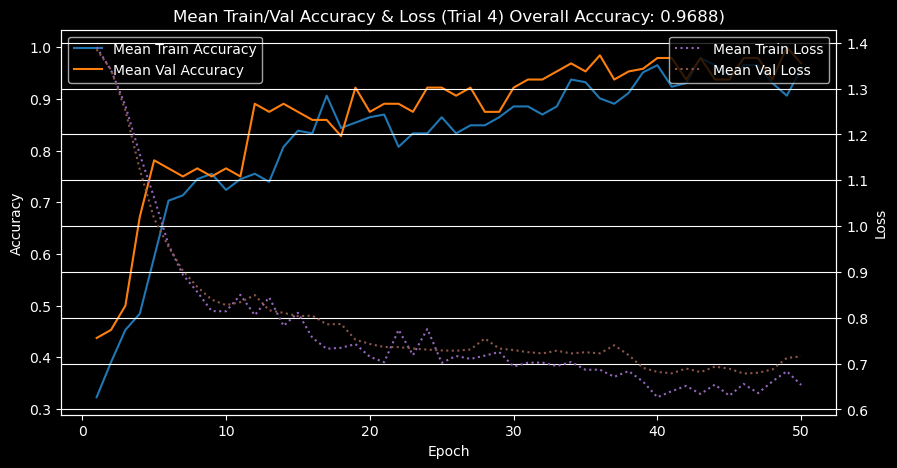 Mean Train/Val Accuracy & Loss (Trial 4) Overall Accuracy: 0.9688)
Mean Train Accuracy
Mean Val Accuracy
Mean Train Loss
Mean Val Loss
Accuracy
1.0
0.9
0.8
0.7
0.6
0.5
0.4
0.3
1.4
1.3
1.2
1.1
1.0
0.9
0.8
0.7
0.6
Loss
0 10 20 30 40 50
Epoch